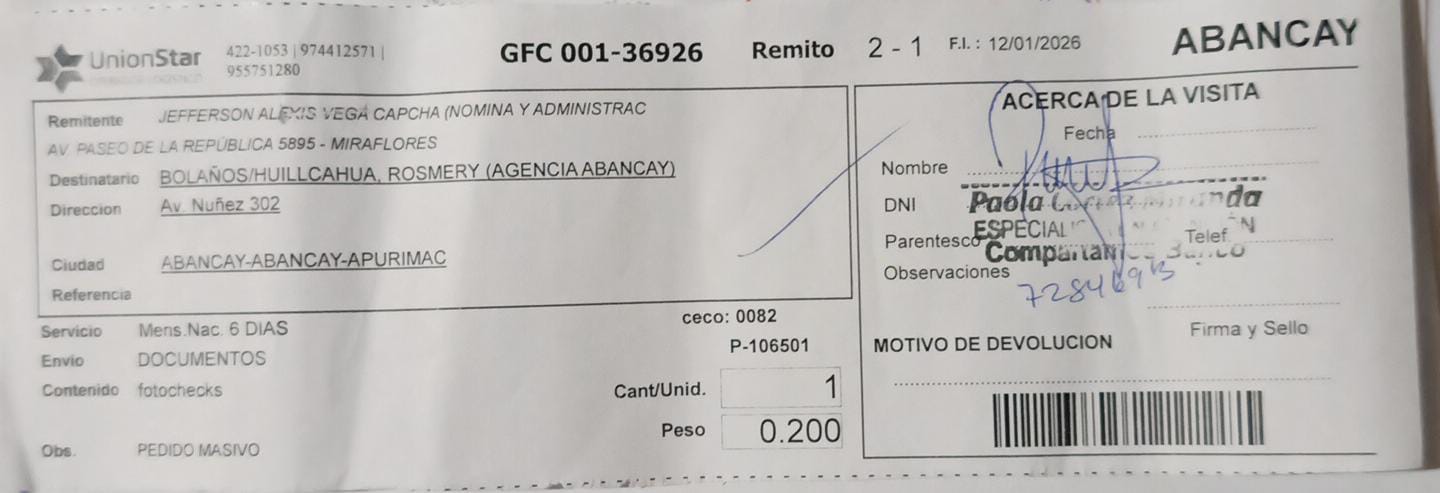 UnionStar
422-1053 | 974412571 |
955751280
GFC 001-36926 Remito 2 - 1 F.I. : 12/01/2026 ABANCAY
Remitente JEFFERSON ALEXIS VEGA CAPCHA (NOMINA Y ADMINISTRAC
AV. PASEO DE LA REPÚBLICA 5895 - MIRAFLORES
Destinatario BOLAÑOS/HUILLCAHUA, ROSMERY (AGENCIA ABANCAY)
Direccion Av. Nuñez 302
Ciudad ABANCAY-ABANCAY-APURIMAC
Referencia
Servicio Mens.Nac. 6 DIAS
Envio DOCUMENTOS
Contenido fotochecks
Obs. PEDIDO MASIVO
ceco: 0082
P-106501
Cant/Unid. 1
Peso 0.200
ACERCA DE LA VISITA
Fecha
Nombre
DNI Paola
Parentesco Telef.
Observaciones
Firma y Sello
MOTIVO DE DEVOLUCION